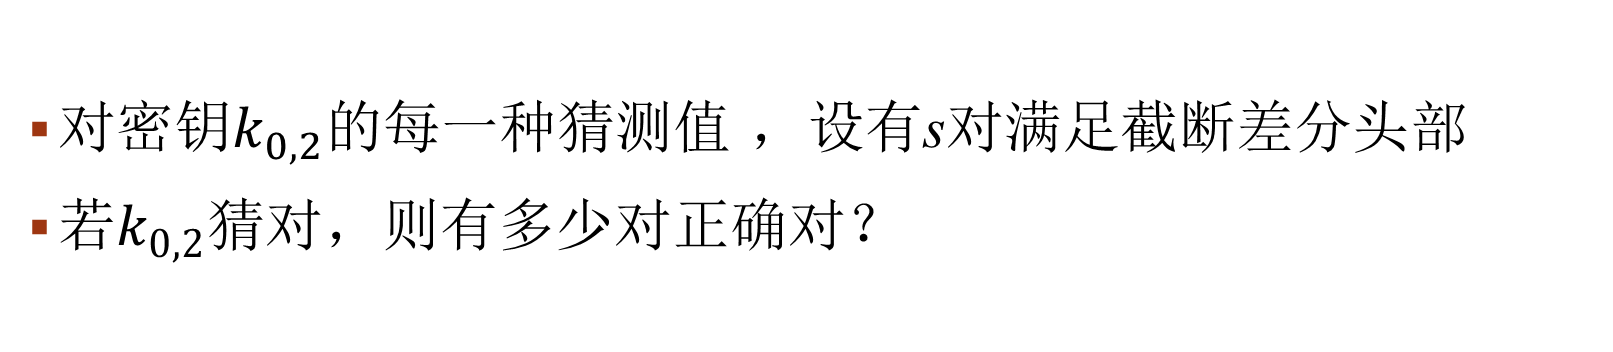 ▪对密钥k0,2的每一种猜测值 ，设有s对满足截断差分头部
▪若k0,2猜对，则有多少对正确对？